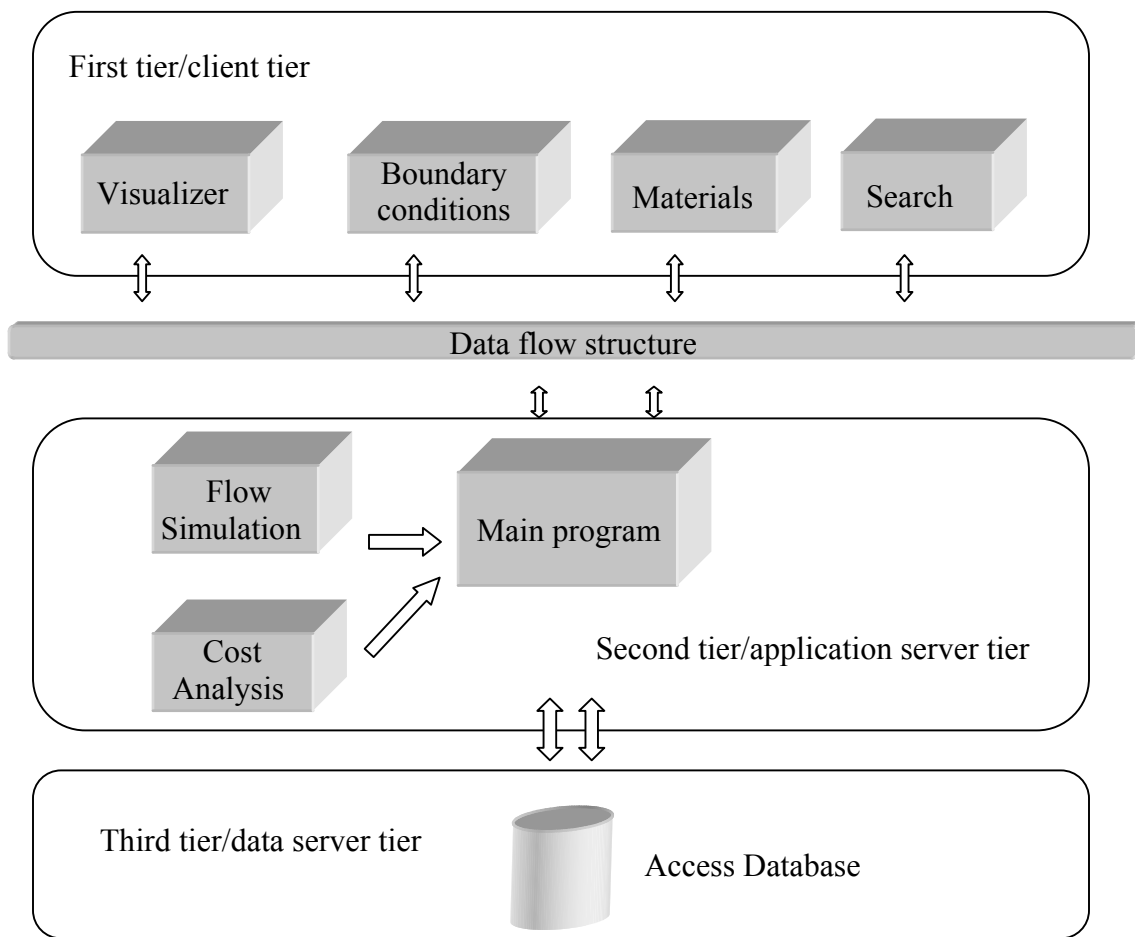 First tier/client tier
Visualizer
Boundary
conditions
Materials
Search
Data flow structure
Flow
Simulation
Main program
Cost
Analysis
Second tier/application server tier
Third tier/data server tier
Access Database